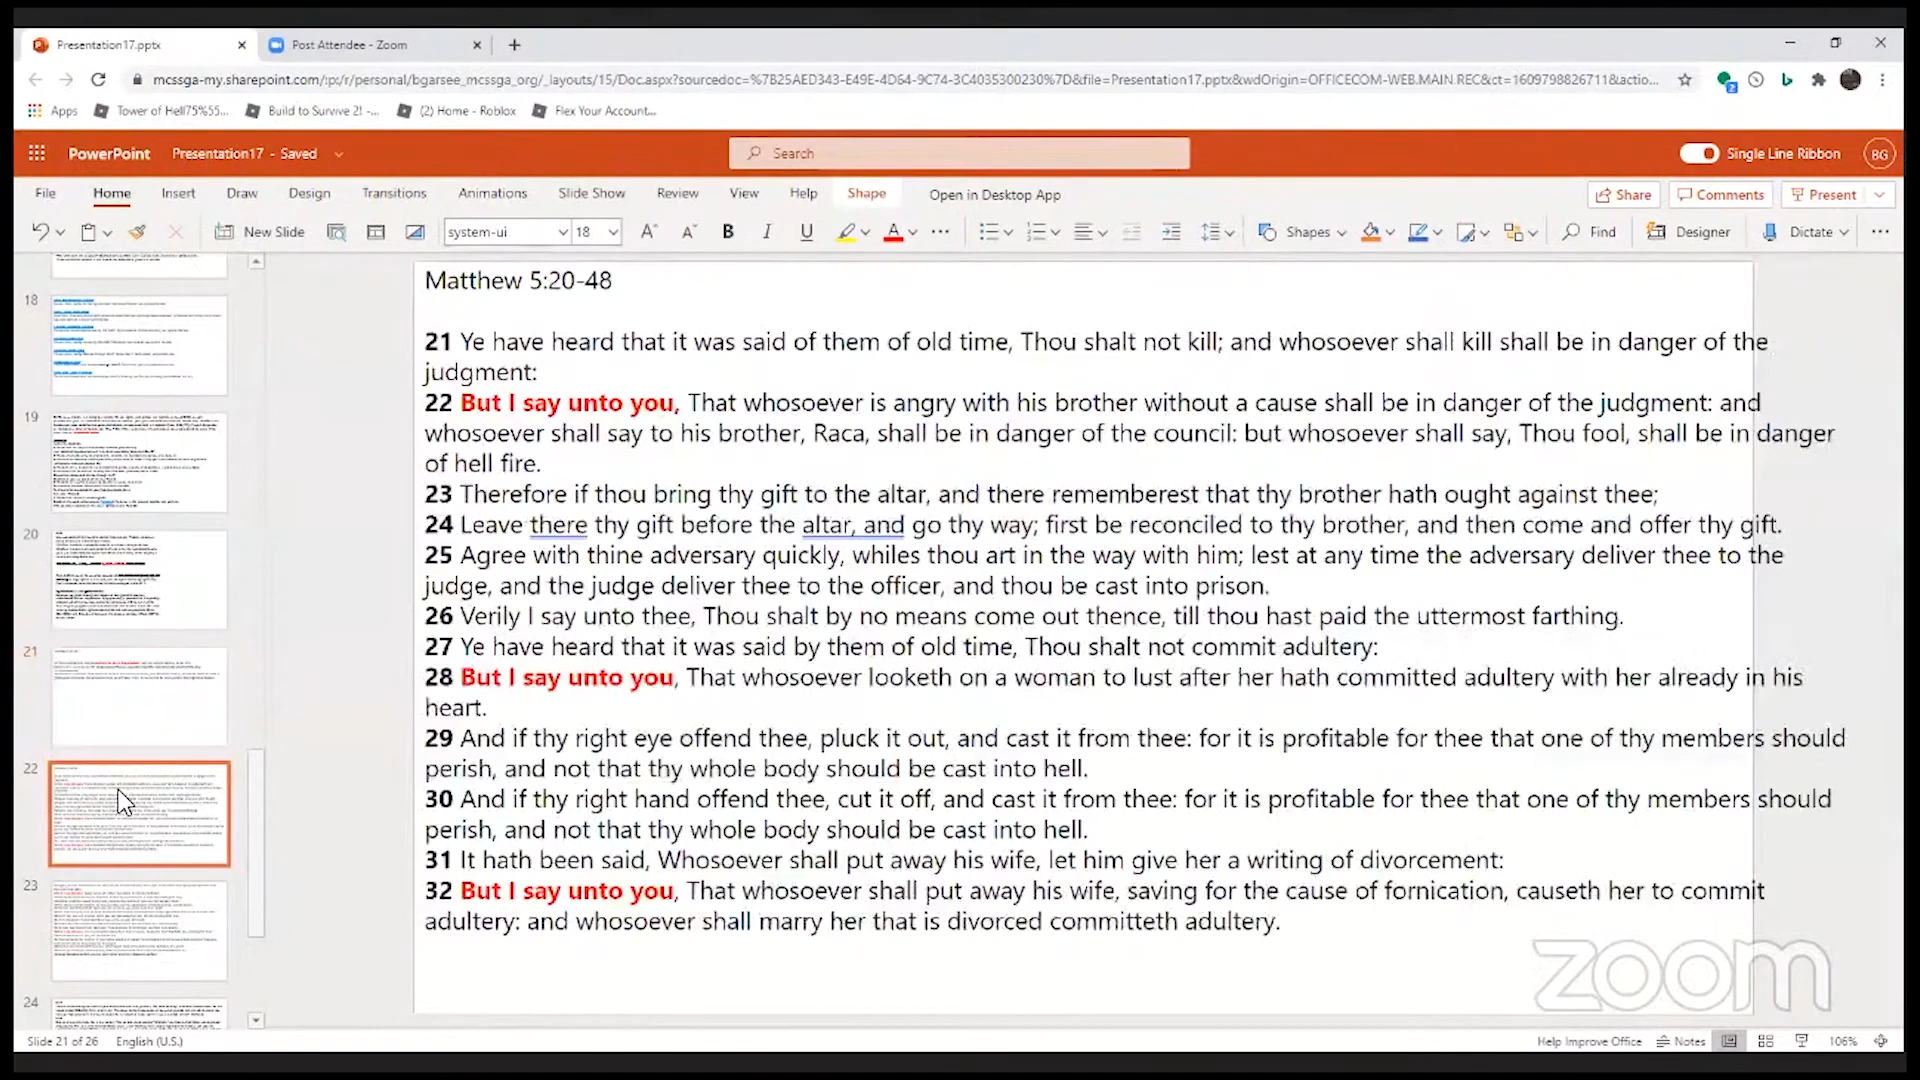 Presentation17.pptx
Post Attendee - Zoom
mcssga-my.sharepoint.com/:p:/r/personal/bgarsee_mcssga_org/_layouts/15/Doc.aspx?sourcedoc=%7B25AED343-E49E-4D64-9C74-3C4035300230%7D&file=Presentation17.pptx&wdOrigin=OFFICECOM-WEB.MAIN.REC&ct=1609798826711&actio...
Apps Tower of Hell75%55... Build to Survive 2! -... (2) Home - Roblox Flex Your Account...
PowerPoint Presentation17 - Saved Search Single Line Ribbon BG
File Home Insert Draw Design Transitions Animations Slide Show Review View Help Shape Open in Desktop App Share Comments Present
New Slide system-ui 18 A A B I U A ... Shapes Find Designer Dictate ...
Matthew 5:20-48
21 Ye have heard that it was said of them of old time, Thou shalt not kill; and whosoever shall kill shall be in danger of the
judgment:
22 But I say unto you, That whosoever is angry with his brother without a cause shall be in danger of the judgment: and
whosoever shall say to his brother, Raca, shall be in danger of the council: but whosoever shall say, Thou fool, shall be in danger
of hell fire.
23 Therefore if thou bring thy gift to the altar, and there rememberest that thy brother hath ought against thee;
24 Leave there thy gift before the altar, and go thy way; first be reconciled to thy brother, and then come and offer thy gift.
25 Agree with thine adversary quickly, whiles thou art in the way with him; lest at any time the adversary deliver thee to the
judge, and the judge deliver thee to the officer, and thou be cast into prison.
26 Verily I say unto thee, Thou shalt by no means come out thence, till thou hast paid the uttermost farthing.
27 Ye have heard that it was said by them of old time, Thou shalt not commit adultery:
28 But I say unto you, That whosoever looketh on a woman to lust after her hath committed adultery with her already in his
heart.
29 And if thy right eye offend thee, pluck it out, and cast it from thee: for it is profitable for thee that one of thy members should
perish, and not that thy whole body should be cast into hell.
30 And if thy right hand offend thee, cut it off, and cast it from thee: for it is profitable for thee that one of thy members should
perish, and not that thy whole body should be cast into hell.
31 It hath been said, Whosoever shall put away his wife, let him give her a writing of divorcement:
32 But I say unto you, That whosoever shall put away his wife, saving for the cause of fornication, causeth her to commit
adultery: and whosoever shall marry her that is divorced committeth adultery.
18
19
20
21
22
23
24
zoom
Slide 21 of 26 English (U.S.) Help Improve Office Notes 106%